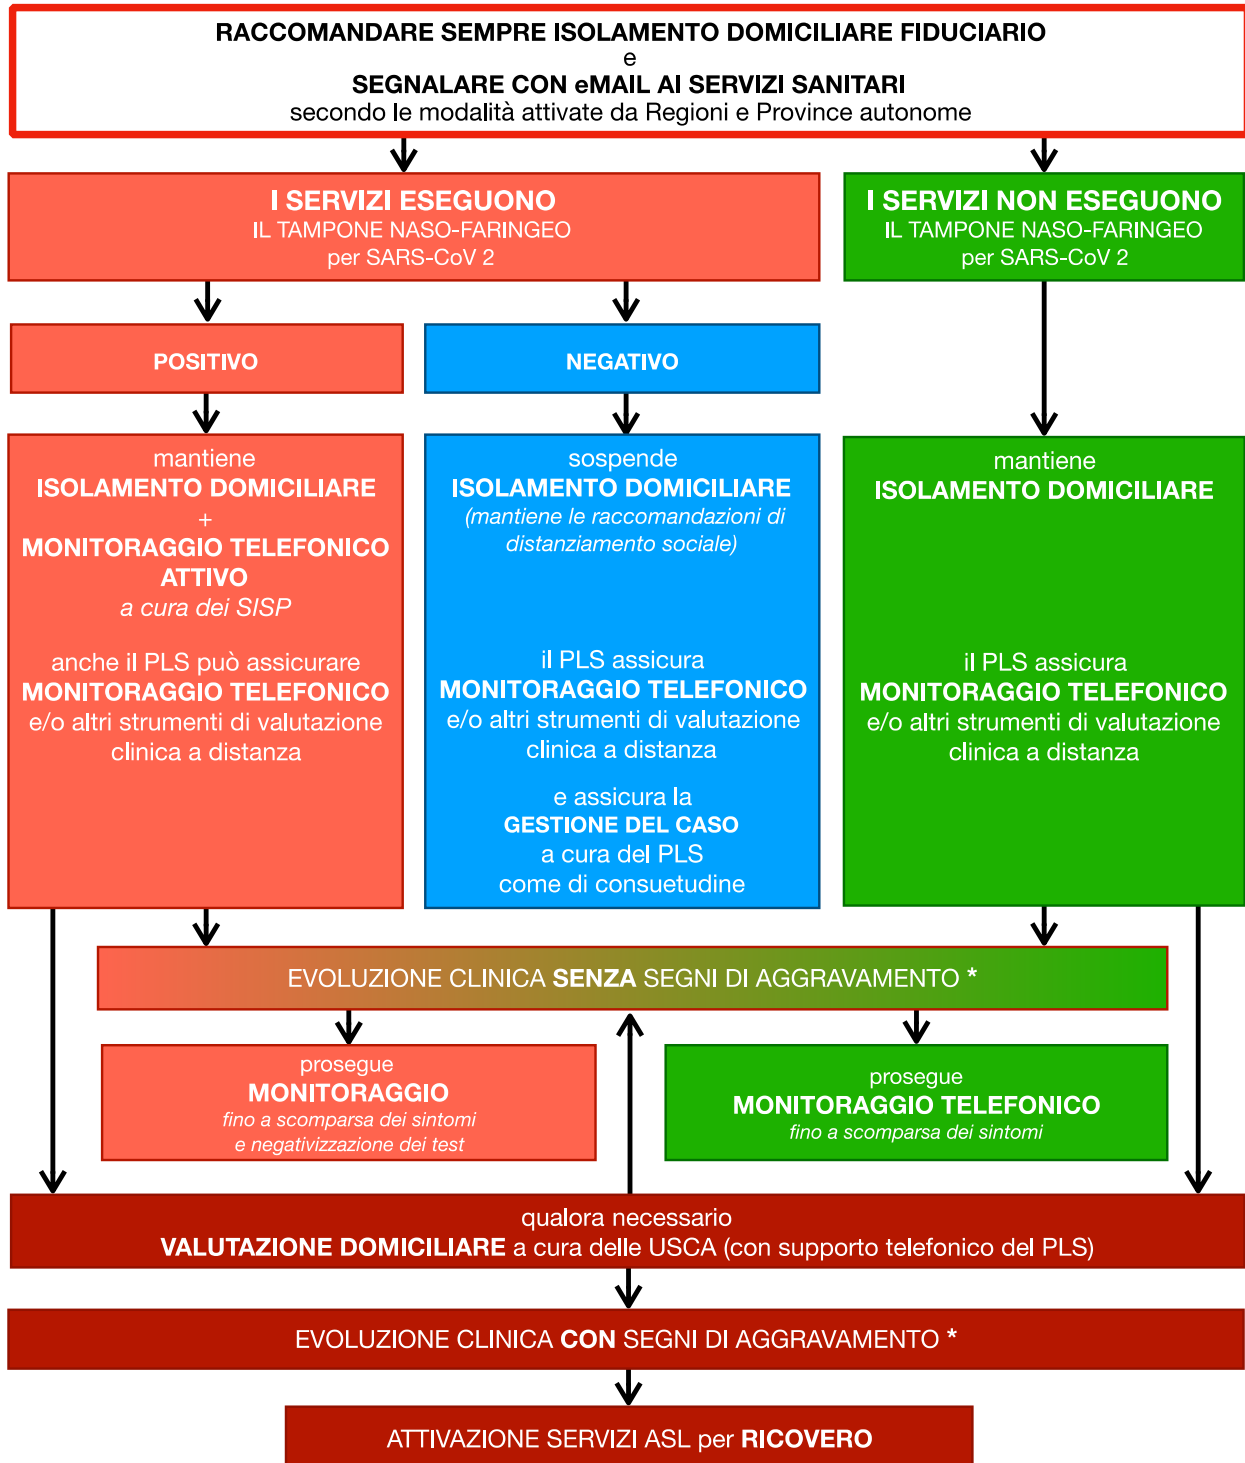 RACCOMANDARE SEMPRE ISOLAMENTO DOMICILIARE FIDUCIARIO
e
SEGNALARE CON eMAIL AI SERVIZI SANITARI
secondo le modalità attivate da Regioni e Province autonome
I SERVIZI ESEGUONO
IL TAMPONE NASO-FARINGEO
per SARS-CoV 2
I SERVIZI NON ESEGUONO
IL TAMPONE NASO-FARINGEO
per SARS-CoV 2
POSITIVO
NEGATIVO
mantiene
ISOLAMENTO DOMICILIARE
+
MONITORAGGIO TELEFONICO
ATTIVO
a cura dei SISP
anche il PLS può assicurare
MONITORAGGIO TELEFONICO
e/o altri strumenti di valutazione
clinica a distanza
sospende
ISOLAMENTO DOMICILIARE
(mantiene le raccomandazioni di
distanziamento sociale)
il PLS assicura
MONITORAGGIO TELEFONICO
e/o altri strumenti di valutazione
clinica a distanza
e assicura la
GESTIONE DEL CASO
a cura del PLS
come di consuetudine
mantiene
ISOLAMENTO DOMICILIARE
il PLS assicura
MONITORAGGIO TELEFONICO
e/o altri strumenti di valutazione
clinica a distanza
EVOLUZIONE CLINICA SENZA SEGNI DI AGGRAVAMENTO *
prosegue
MONITORAGGIO
fino a scomparsa dei sintomi
e negativizzazione dei test
prosegue
MONITORAGGIO TELEFONICO
fino a scomparsa dei sintomi
qualora necessario
VALUTAZIONE DOMICILIARE a cura delle USCA (con supporto telefonico del PLS)
EVOLUZIONE CLINICA CON SEGNI DI AGGRAVAMENTO *
ATTIVAZIONE SERVIZI ASL per RICOVERO